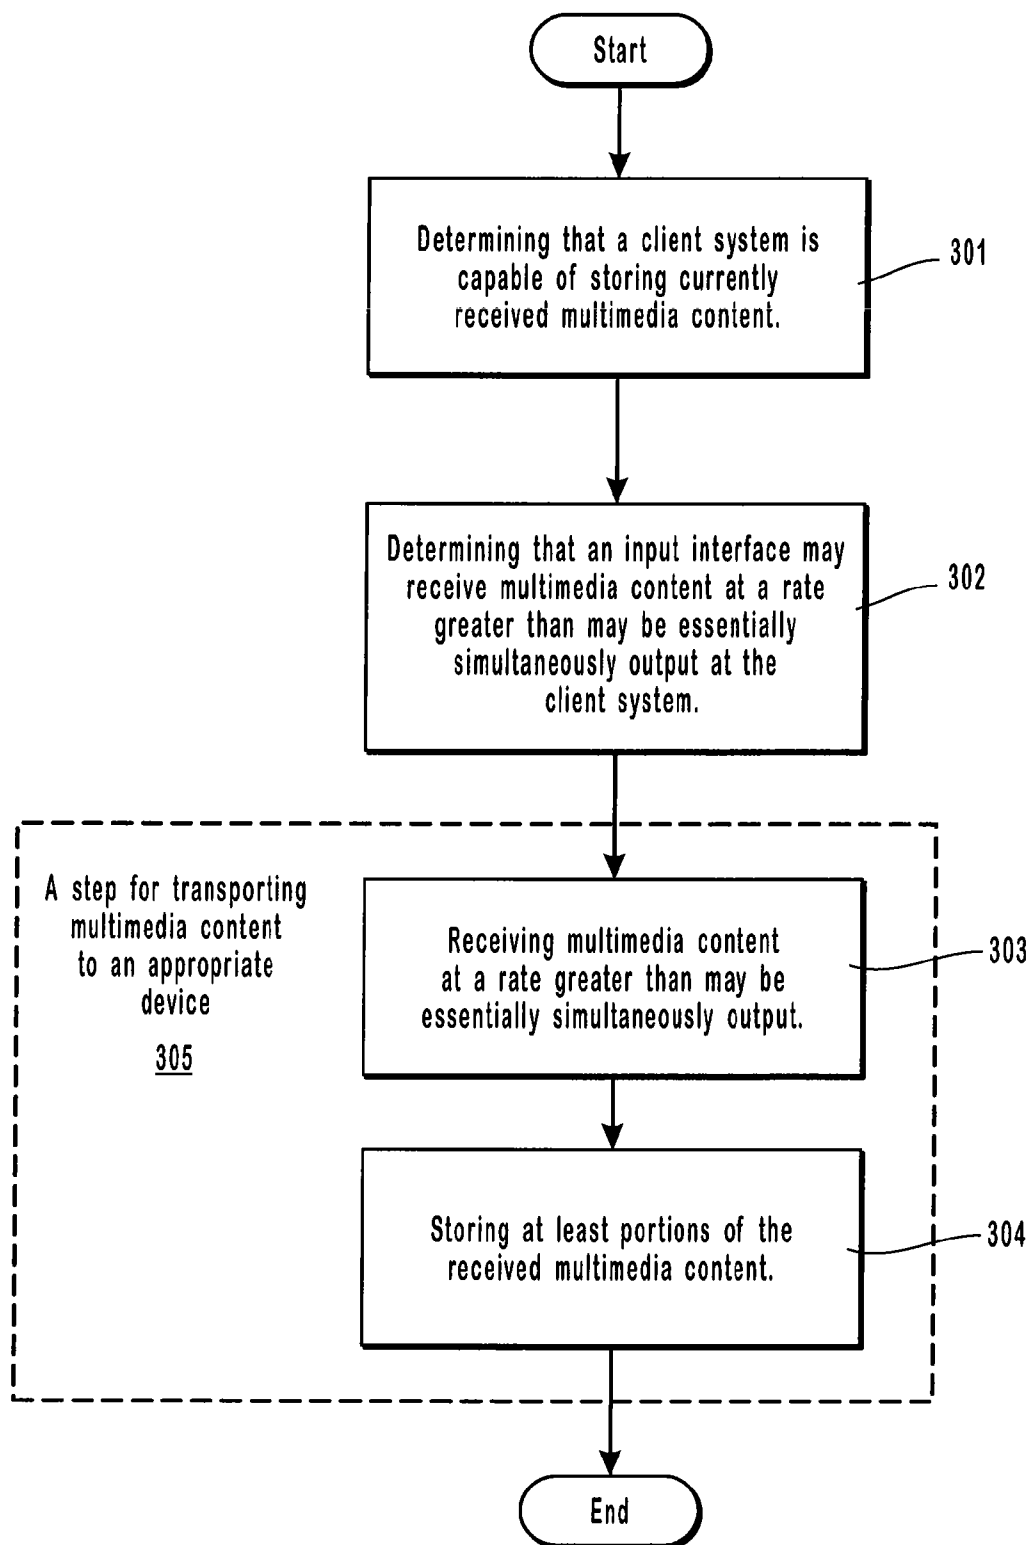 Start
Determining that a client system is
capable of storing currently
received multimedia content.
301
Determining that an input interface may
receive multimedia content at a rate
greater than may be essentially
simultaneously output at the
client system.
302
A step for transporting
multimedia content
to an appropriate
device
305
Receiving multimedia content
at a rate greater than may be
essentially simultaneously output.
303
Storing at least portions of the
received multimedia content.
304
End